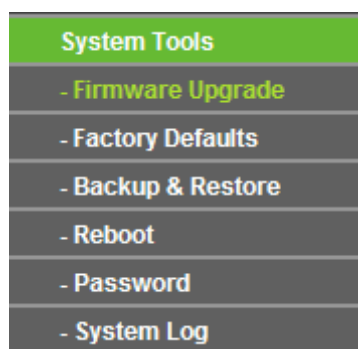 System Tools
- Firmware Upgrade
- Factory Defaults
- Backup & Restore
- Reboot
- Password
- System Log